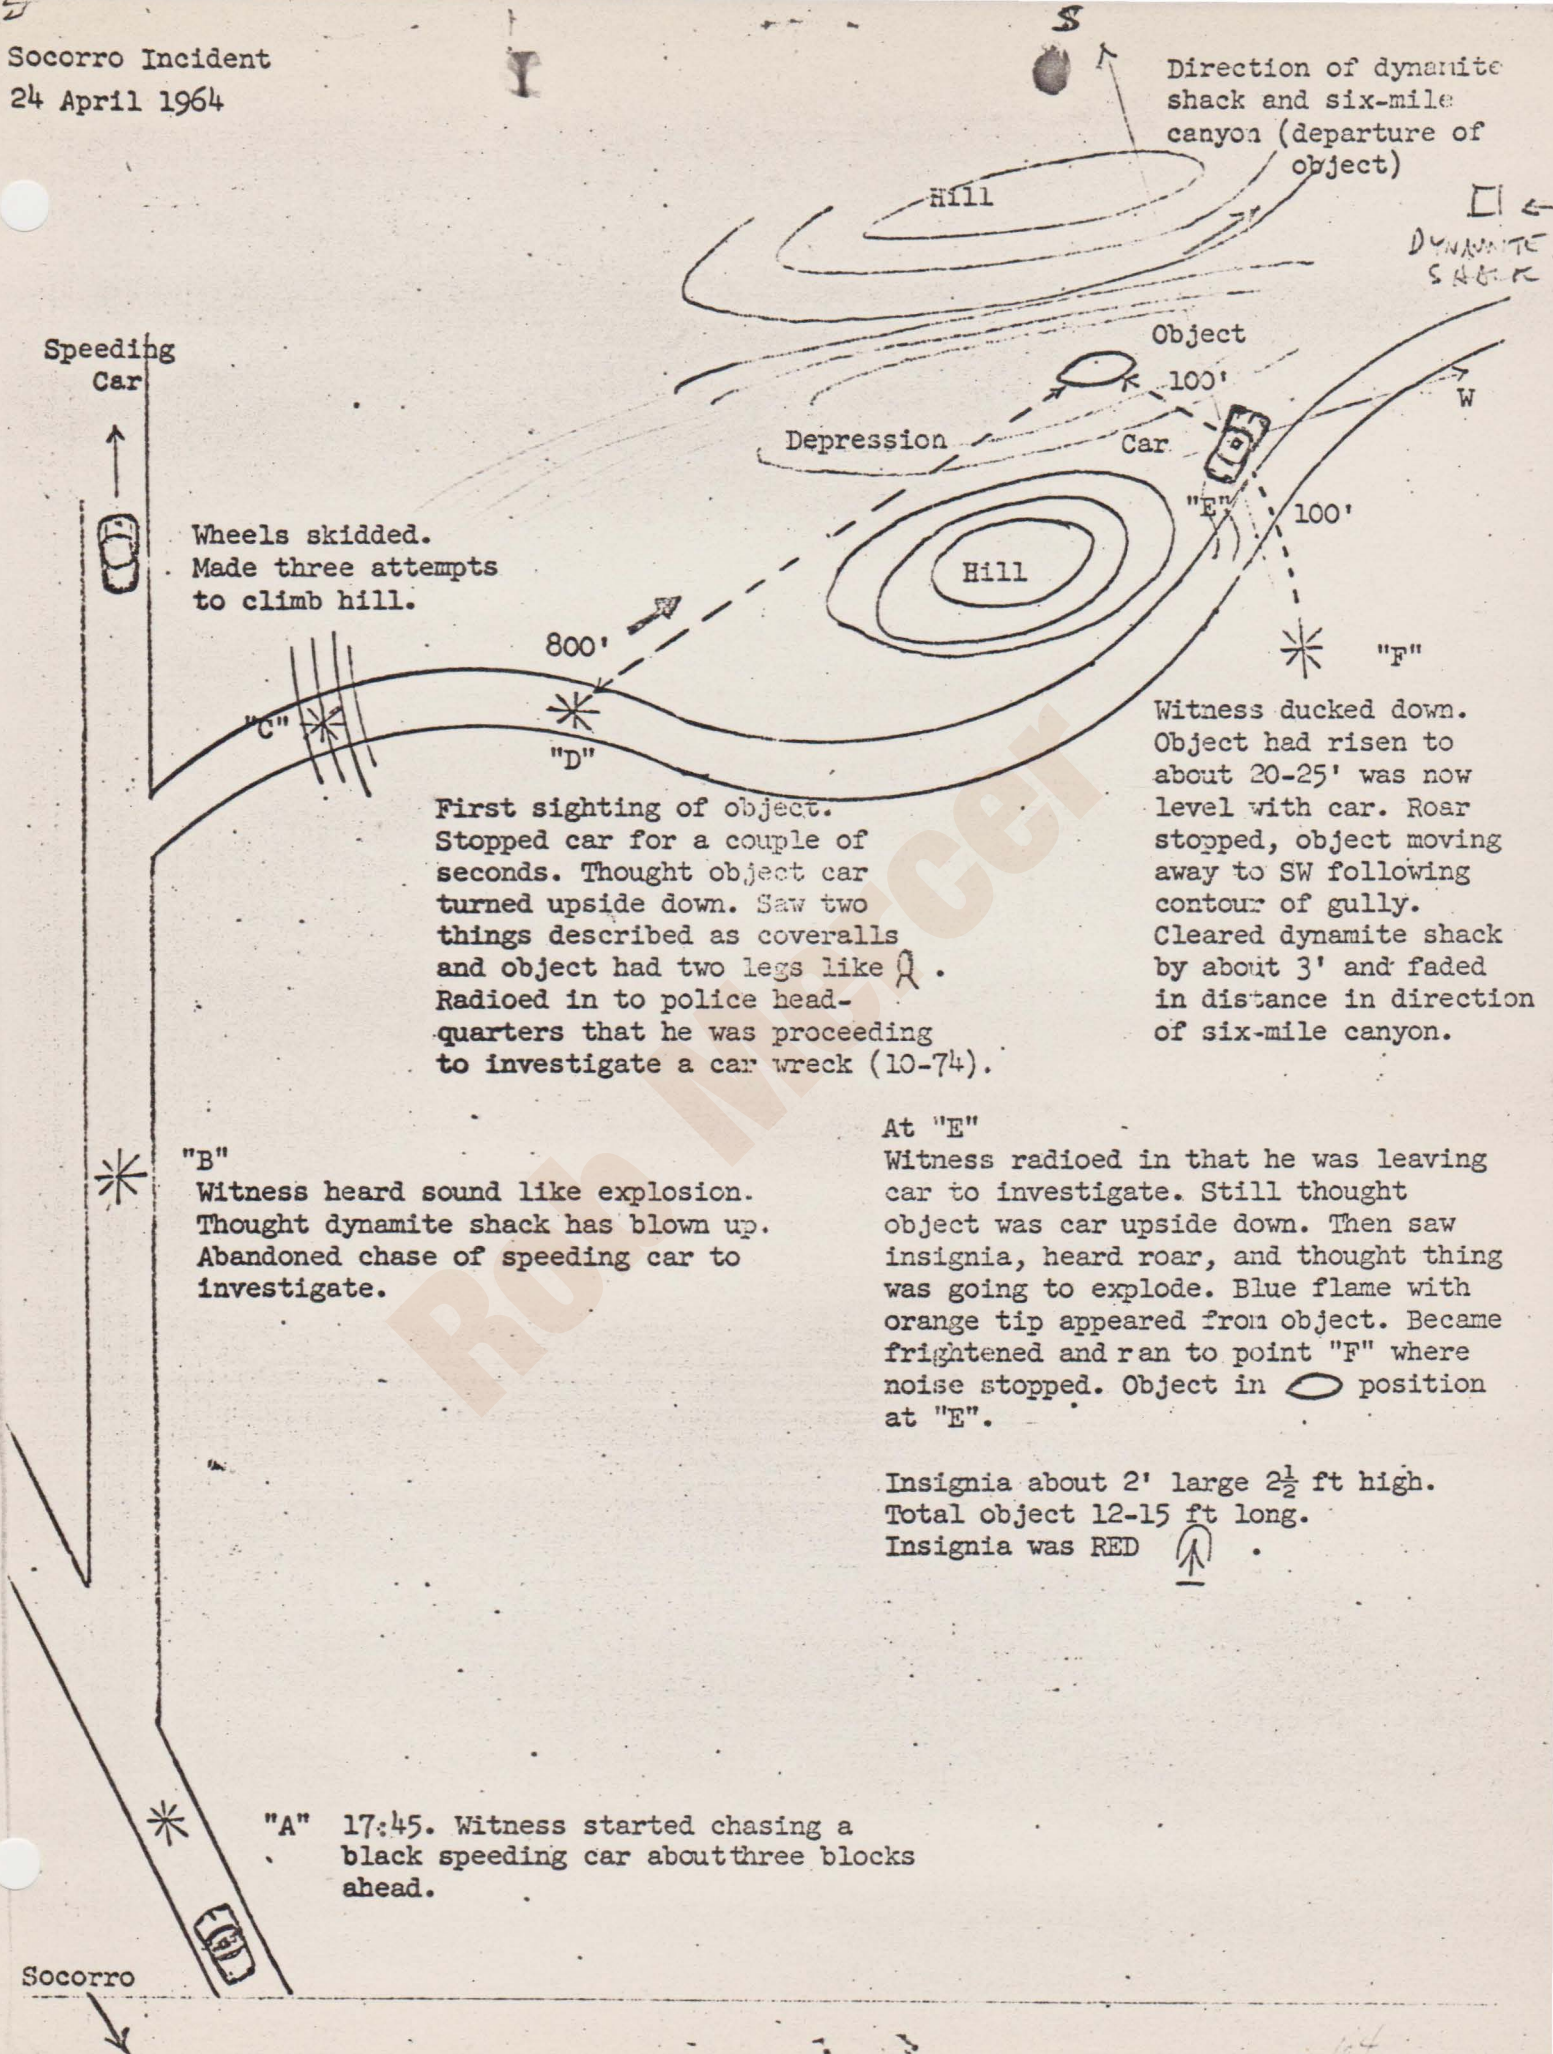 Socorro Incident
24 April 1964
S
Direction of dynamite
shack and six-mile
canyon (departure of
object)
Hill
DYNAMITE
SHACK
Speeding
Car
Object
100'
W
Depression
Car
"E"
100'
Wheels skidded.
Made three attempts
to climb hill.
Hill
800'
"F"
"C"
"D"
Witness ducked down.
Object had risen to
about 20-25' was now
level with car. Roar
stopped, object moving
away to SW following
contour of gully.
Cleared dynamite shack
by about 3' and faded
in distance in direction
of six-mile canyon.
First sighting of object.
Stopped car for a couple of
seconds. Thought object car
turned upside down. Saw two
things described as coveralls
and object had two legs like .
Radioed in to police head-
quarters that he was proceeding
to investigate a car wreck (10-74).
"B"
Witness heard sound like explosion.
Thought dynamite shack has blown up.
Abandoned chase of speeding car to
investigate.
At "E"
Witness radioed in that he was leaving
car to investigate. Still thought
object was car upside down. Then saw
insignia, heard roar, and thought thing
was going to explode. Blue flame with
orange tip appeared from object. Became
frightened and ran to point "F" where
noise stopped. Object in position
at "E".
Insignia about 2' large 2½ ft high.
Total object 12-15 ft long.
Insignia was RED .
"A" 17:45. Witness started chasing a
black speeding car about three blocks
ahead.
Socorro
Rob Mercer